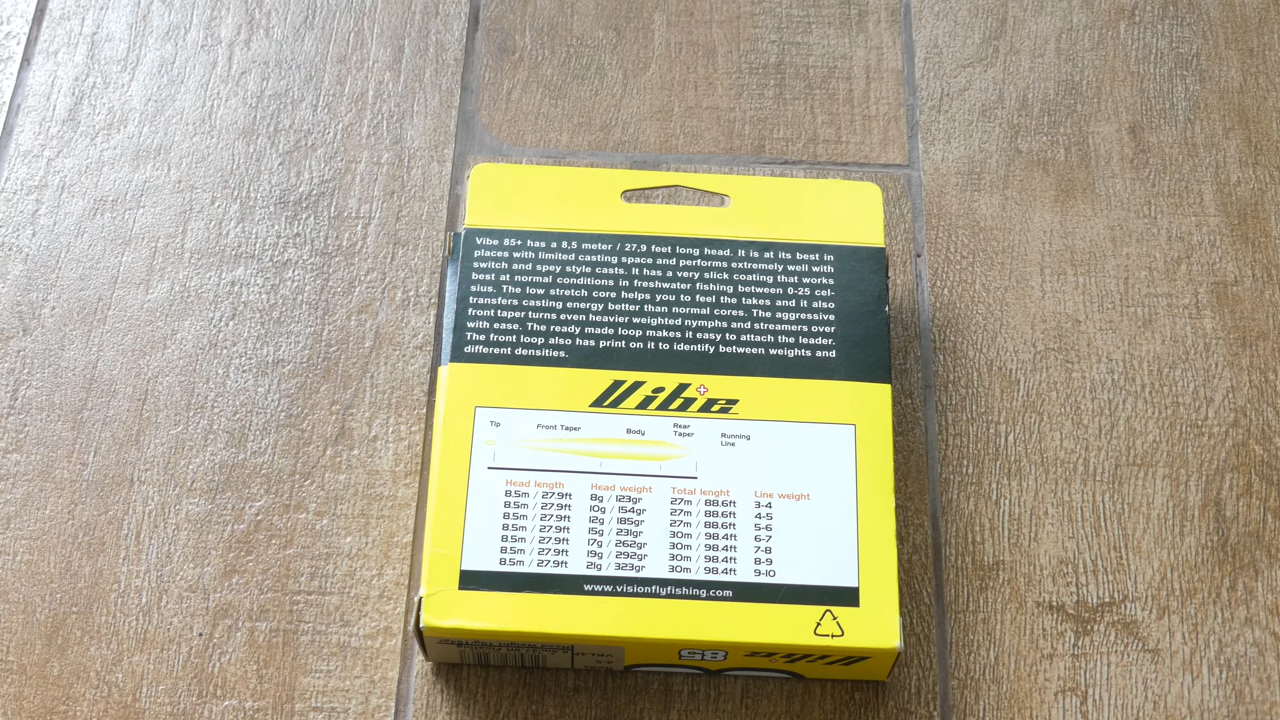 Vibe 85+ has a 8,5 meter / 27,9 feet long head. It is at its best in
places with limited casting space and performs extremely well with
switch and spey style casts. It has a very slick coating that works
best at normal conditions in freshwater fishing between 0-25 cel-
sius. The low stretch core helps you to feel the takes and it also
transfers casting energy better than normal cores. The aggressive
front taper turns even heavier weighted nymphs and streamers over
with ease. The ready made loop makes it easy to attach the leader.
The front loop also has print on it to identify between weights and
different densities.
Vibe+
Tip Front Taper Body Rear Taper Running Line
Head length Head weight Total lenght Line weight
8.5m / 27.9ft 8g / 123gr 27m / 88.6ft 3-4
8.5m / 27.9ft 10g / 154gr 27m / 88.6ft 4-5
8.5m / 27.9ft 12g / 185gr 27m / 88.6ft 5-6
8.5m / 27.9ft 15g / 231gr 30m / 98.4ft 6-7
8.5m / 27.9ft 17g / 262gr 30m / 98.4ft 7-8
8.5m / 27.9ft 19g / 292gr 30m / 98.4ft 8-9
8.5m / 27.9ft 21g / 323gr 30m / 98.4ft 9-10
www.visionflyfishing.com
Vibe+ 85
4-5